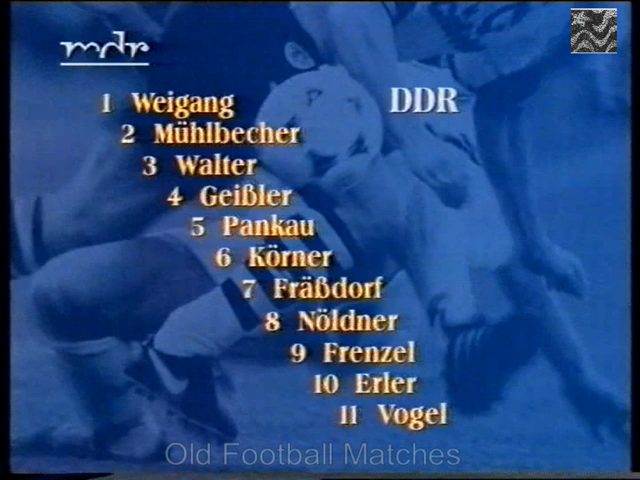 mdr
DDR
1 Weigang
2 Mühlbecher
3 Walter
4 Geißler
5 Pankau
6 Körner
7 Fräßdorf
8 Nöldner
9 Frenzel
10 Erler
11 Vogel
Old Football Matches